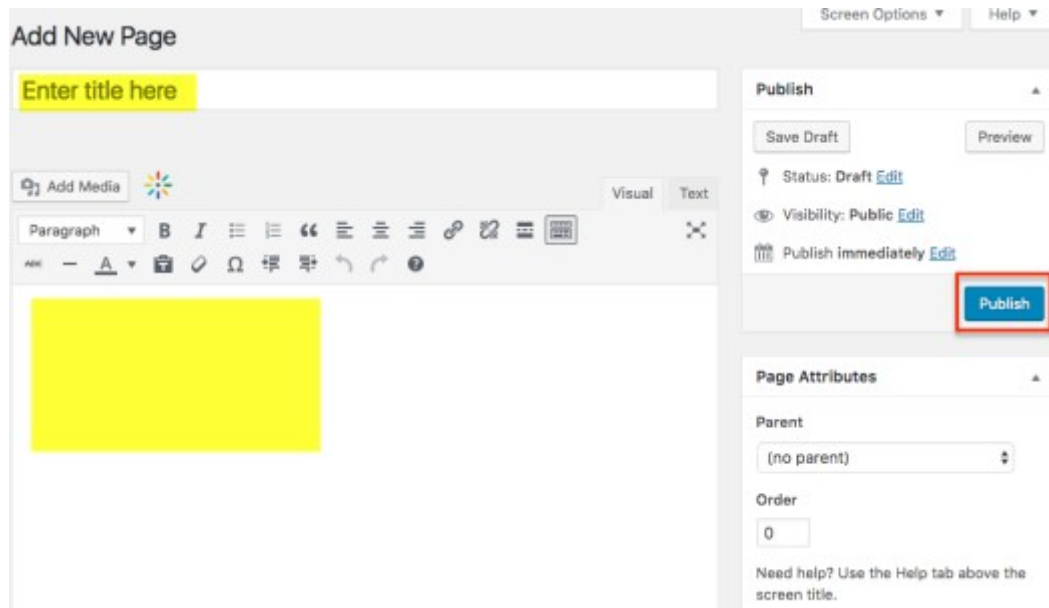 Screen Options
Help
Add New Page
Enter title here
Add Media
Visual
Text
Paragraph
B
I
ABC
A
Ω
Publish
Save Draft
Preview
Status: Draft Edit
Visibility: Public Edit
Publish immediately Edit
Publish
Page Attributes
Parent
(no parent)
Order
0
Need help? Use the Help tab above the
screen title.